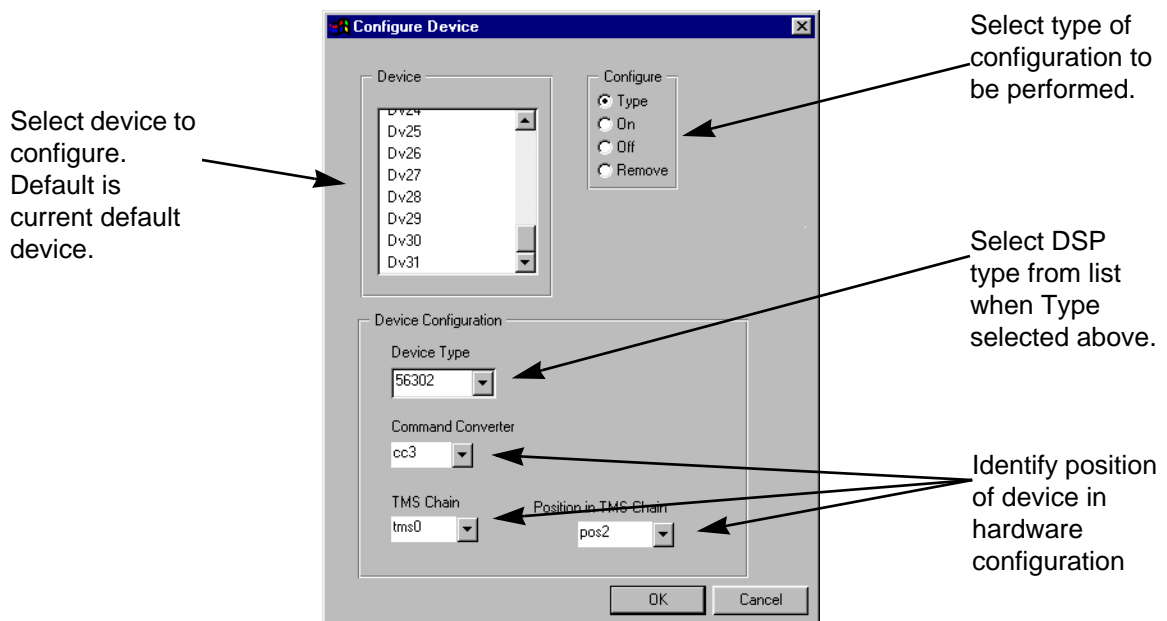 Configure Device
Select type of
configuration to
be performed.
Device
Configure
Type
On
Off
Remove
Dv24
Dv25
Dv26
Dv27
Dv28
Dv29
Dv30
Dv31
Select device to
configure.
Default is
current default
device.
Select DSP
type from list
when Type
selected above.
Device Configuration
Device Type
56302
Command Converter
cc3
TMS Chain
tms0
Position in TMS Chain
pos2
Identify position
of device in
hardware
configuration
OK
Cancel